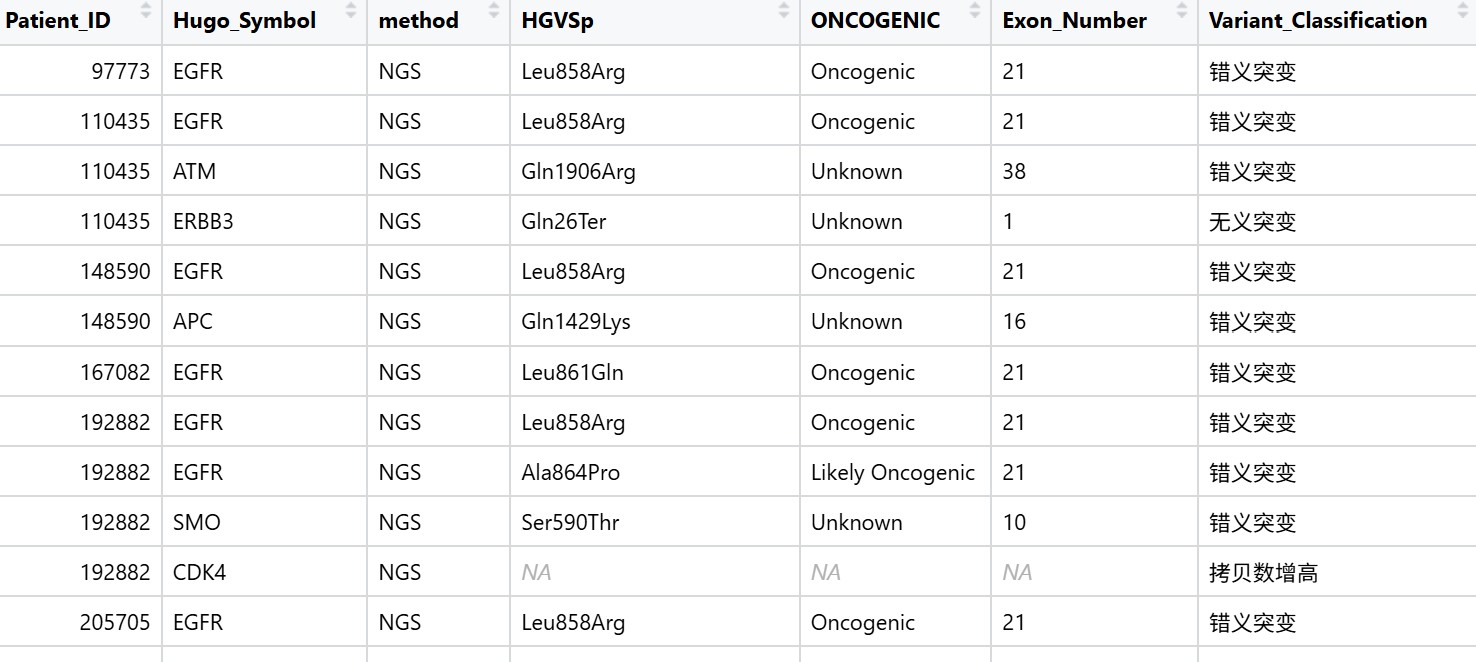 Patient_ID Hugo_Symbol method HGVSp ONCOGENIC Exon_Number Variant_Classification
97773 EGFR NGS Leu858Arg Oncogenic 21 错义突变
110435 EGFR NGS Leu858Arg Oncogenic 21 错义突变
110435 ATM NGS Gln1906Arg Unknown 38 错义突变
110435 ERBB3 NGS Gln26Ter Unknown 1 无义突变
148590 EGFR NGS Leu858Arg Oncogenic 21 错义突变
148590 APC NGS Gln1429Lys Unknown 16 错义突变
167082 EGFR NGS Leu861Gln Oncogenic 21 错义突变
192882 EGFR NGS Leu858Arg Oncogenic 21 错义突变
192882 EGFR NGS Ala864Pro Likely Oncogenic 21 错义突变
192882 SMO NGS Ser590Thr Unknown 10 错义突变
192882 CDK4 NGS NA NA NA 拷贝数增高
205705 EGFR NGS Leu858Arg Oncogenic 21 错义突变